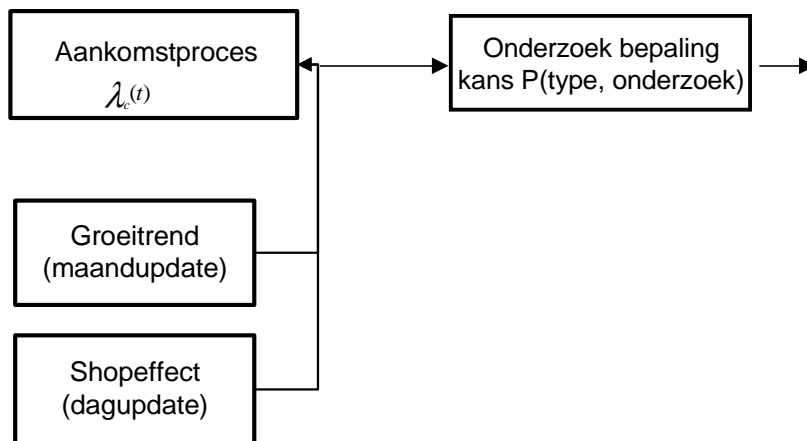 Aankomstproces
λc(t)
Onderzoek bepaling
kans P(type, onderzoek)
Groeitrend
(maandupdate)
Shopeffect
(dagupdate)